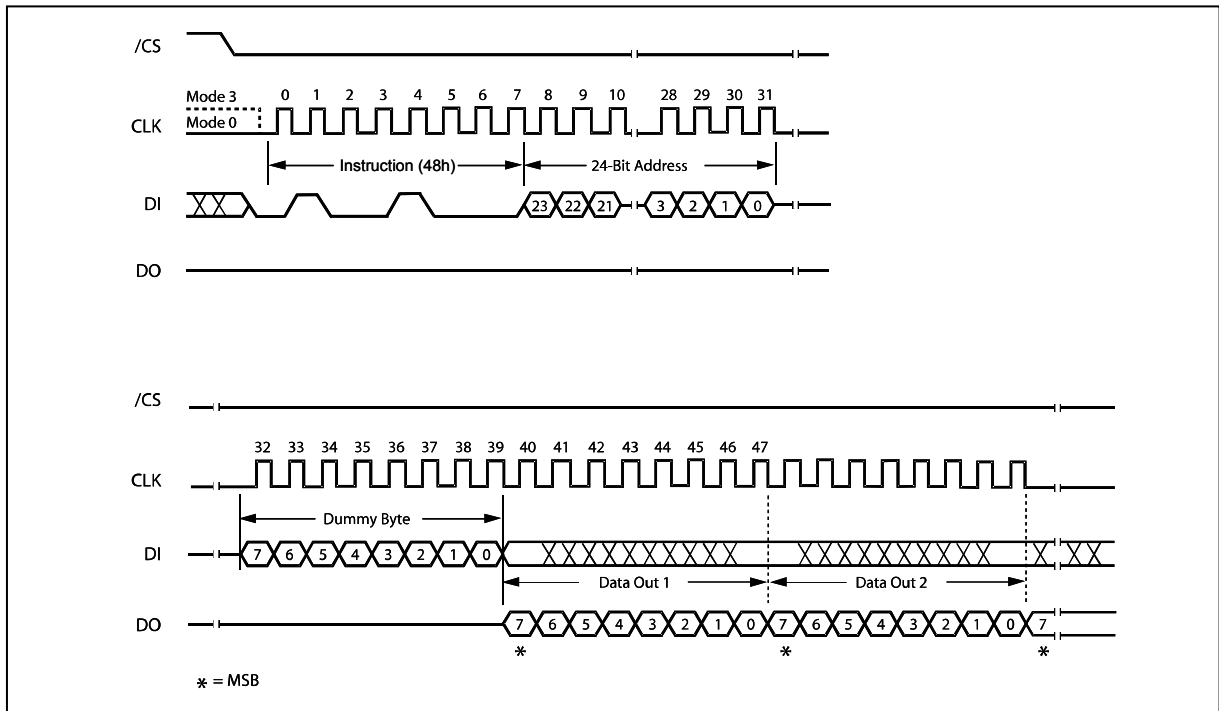 /CS
Mode 3
0 1 2 3 4 5 6 7 8 9 10 28 29 30 31
Mode 0
CLK
Instruction (48h) 24-Bit Address
DI 23 22 21 3 2 1 0
DO
/CS
32 33 34 35 36 37 38 39 40 41 42 43 44 45 46 47
CLK
Dummy Byte
DI 7 6 5 4 3 2 1 0
Data Out 1 Data Out 2
DO 7 6 5 4 3 2 1 0 7 6 5 4 3 2 1 0 7
* * *
* = MSB